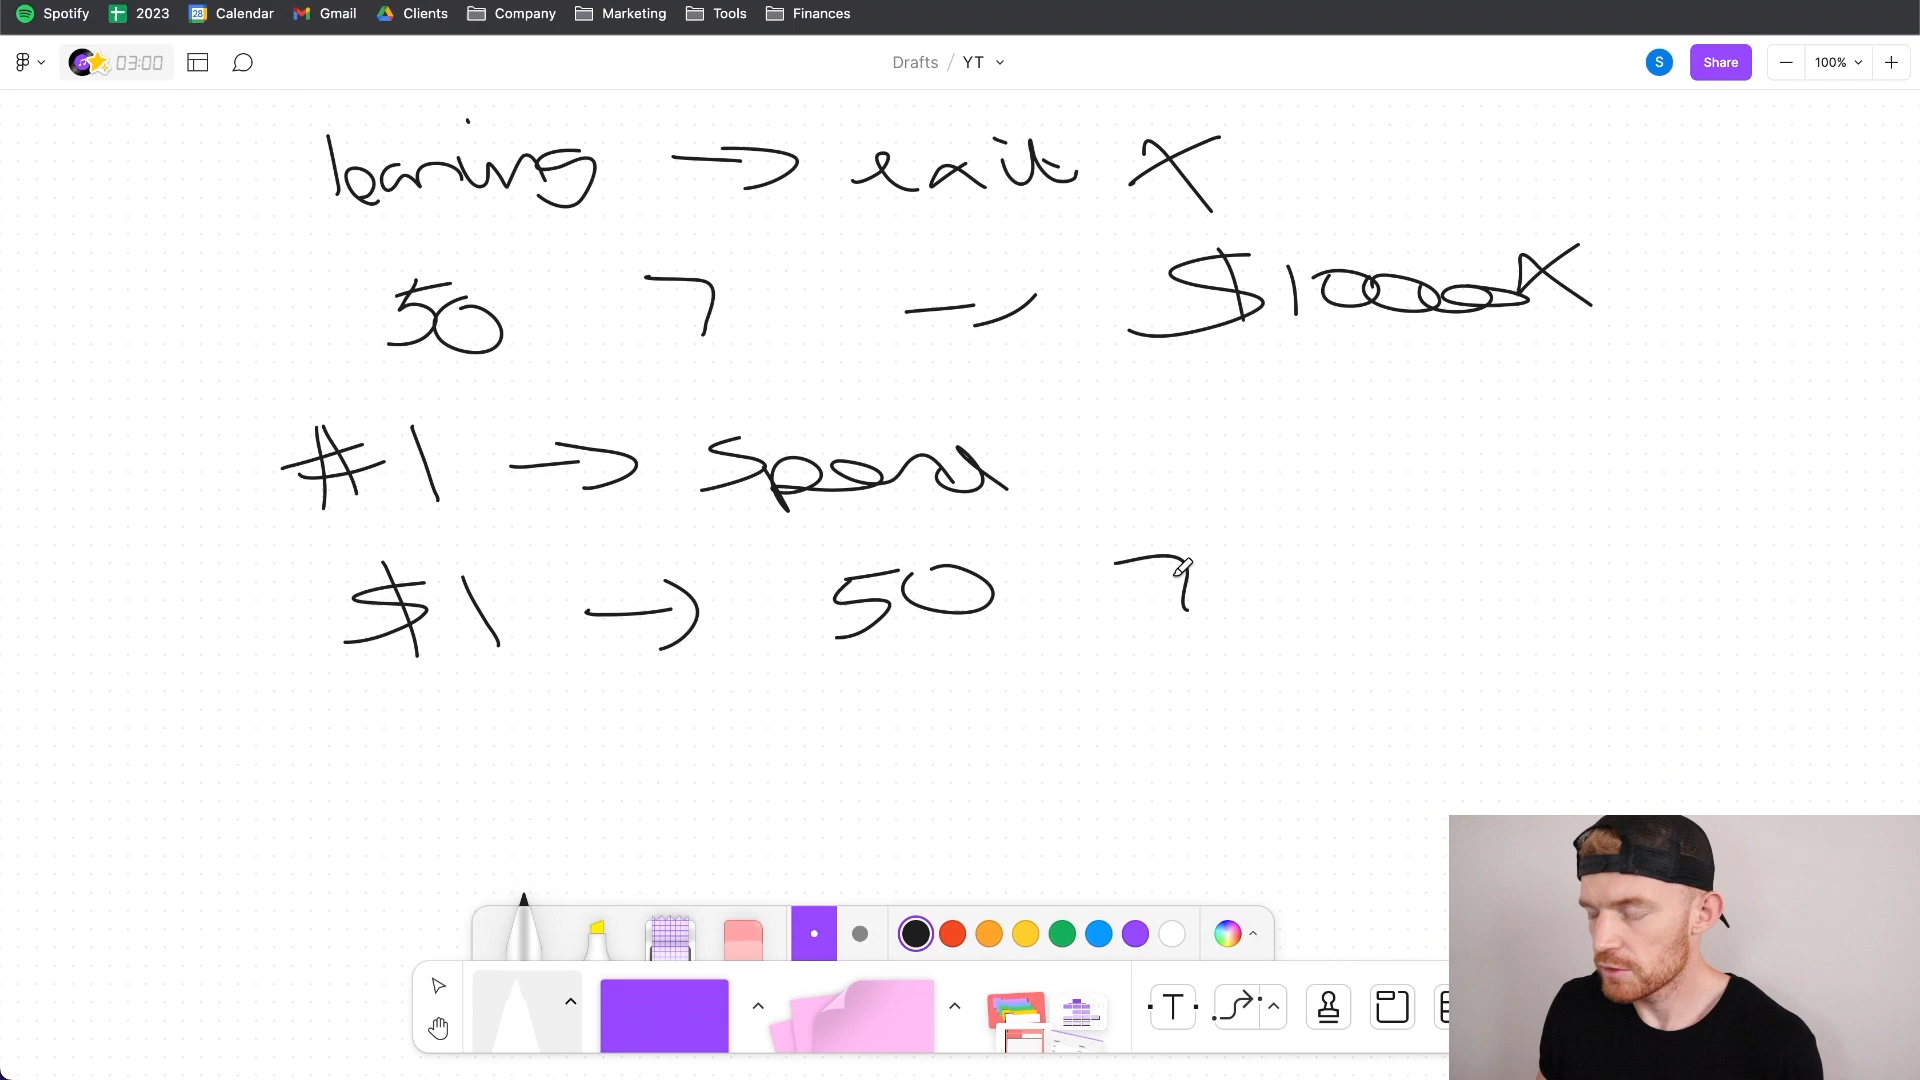 Spotify 2023 Calendar Gmail Clients Company Marketing Tools Finances
03:00 Drafts / YT S Share 100%
learning → exit X
50 7 → $10000X
#1 → Spend
$1 → 50 7
T